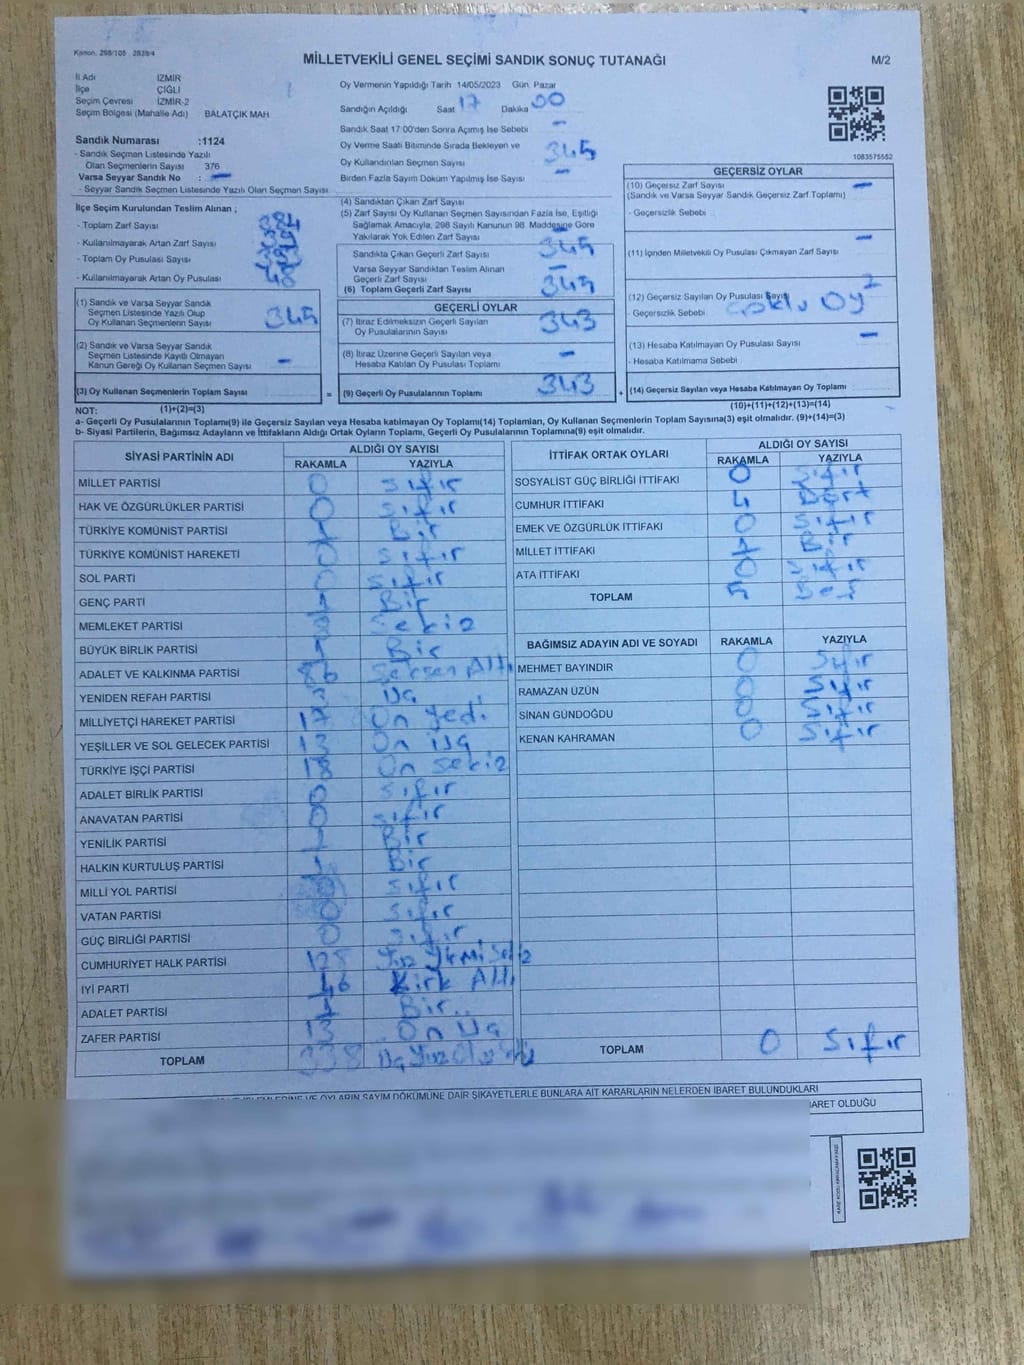 Kanon. 298/105 2839/4
MİLLETVEKİLİ GENEL SEÇİMİ SANDIK SONUÇ TUTANAĞI
M/2
İl Adı İZMİR
İlçe ÇİĞLİ
Seçim Çevresi İZMİR-2
Seçim Bölgesi (Mahalle Adı) BALATÇIK MAH
Oy Vermenin Yapıldığı Tarih 14/05/2023 Gün Pazar
Sandığın Açıldığı Saat 17 Dakika 00
Sandık Saat 17:00'den Sonra Açımış İse Sebebi -
Oy Verme Saati Bitiminde Sırada Bekleyen ve
Oy Kullandırılan Seçmen Sayısı 345
Birden Fazla Sayım Döküm Yapılmış İse Sayısı -
Sandık Numarası :1124
- Sandık Seçmen Listesinde Yazılı
Olan Seçmenlerin Sayısı 376
Varsa Seyyar Sandık No : -
- Seyyar Sandık Seçmen Listesinde Yazılı Olan Seçmen Sayısı
1083575552
İlçe Seçim Kurulundan Teslim Alınan ;
- Toplam Zarf Sayısı
- Kullanılmayarak Artan Zarf Sayısı
- Toplam Oy Pusulası Sayısı
- Kullanılmayarak Artan Oy Pusulası
(1) Sandık ve Varsa Seyyar Sandık
Seçmen Listesinde Yazılı Olup
Oy Kullanan Seçmenlerin Sayısı 345
(2) Sandık ve Varsa Seyyar Sandık
Seçmen Listesinde Kayıtlı Olmayan
Kanun Gereği Oy Kullanan Seçmen Sayısı -
(3) Oy Kullanan Seçmenlerin Toplam Sayısı =
(4) Sandıktan Çıkan Zarf Sayısı
(5) Zarf Sayısı Oy Kullanan Seçmen Sayısından Fazla İse, Eşitliği
Sağlamak Amacıyla, 298 Sayılı Kanunun 98. Maddesine Göre
Yakılarak Yok Edilen Zarf Sayısı -
Sandıkta Çıkan Geçerli Zarf Sayısı 345
Varsa Seyyar Sandıktan Teslim Alınan
Geçerli Zarf Sayısı -
(6) Toplam Geçerli Zarf Sayısı 345
GEÇERLİ OYLAR
(7) İtiraz Edilmeksizin Geçerli Sayılan
Oy Pusulalarının Sayısı 343
(8) İtiraz Üzerine Geçerli Sayılan veya
Hesaba Katılan Oy Pusulası Toplamı -
(9) Geçerli Oy Pusulalarının Toplamı 343 +
GEÇERSİZ OYLAR
(10) Geçersiz Zarf Sayısı -
(Sandık ve Varsa Seyyar Sandık Geçersiz Zarf Toplamı)
- Geçersizlik Sebebi
(11) İçinden Milletvekili Oy Pusulası Çıkmayan Zarf Sayısı -
(12) Geçersiz Sayılan Oy Pusulası Sayısı 2
Geçersizlik Sebebi Çoklu Oy
(13) Hesaba Katılmayan Oy Pusulası Sayısı -
- Hesaba Katılmama Sebebi
(14) Geçersiz Sayılan veya Hesaba Katılmayan Oy Toplamı
NOT: (1)+(2)=(3)
(10)+(11)+(12)+(13)=(14)
a- Geçerli Oy Pusulalarının Toplamı(9) ile Geçersiz Sayılan veya Hesaba katılmayan Oy Toplamı(14) Toplamları, Oy Kullanan Seçmenlerin Toplam Sayısına(3) eşit olmalıdır. (9)+(14)=(3)
b- Siyasi Partilerin, Bağımsız Adayların ve İttifakların Aldığı Ortak Oyların Toplamı, Geçerli Oy Pusulalarının Toplamına(9) eşit olmalıdır.
SİYASİ PARTİNİN ADI ALDIĞI OY SAYISI
RAKAMLA YAZIYLA
MİLLET PARTİSİ 0 Sıfır
HAK VE ÖZGÜRLÜKLER PARTİSİ 0 Sıfır
TÜRKİYE KOMÜNİST PARTİSİ 1 Bir
TÜRKİYE KOMÜNİST HAREKETİ 0 Sıfır
SOL PARTİ 0 Sıfır
GENÇ PARTİ 1 Bir
MEMLEKET PARTİSİ 8 Sekiz
BÜYÜK BİRLİK PARTİSİ 1 Bir
ADALET VE KALKINMA PARTİSİ 86 Seksen Altı
YENİDEN REFAH PARTİSİ 3 Üç
MİLLİYETÇİ HAREKET PARTİSİ 17 On Yedi
YEŞİLLER VE SOL GELECEK PARTİSİ 13 On Üç
TÜRKİYE İŞÇİ PARTİSİ 18 On Sekiz
ADALET BİRLİK PARTİSİ 0 Sıfır
ANAVATAN PARTİSİ 0 Sıfır
YENİLİK PARTİSİ 1 Bir
HALKIN KURTULUŞ PARTİSİ 1 Bir
MİLLİ YOL PARTİSİ 0 Sıfır
VATAN PARTİSİ 0 Sıfır
GÜÇ BİRLİĞİ PARTİSİ 0 Sıfır
CUMHURİYET HALK PARTİSİ 128 Yüz Yirmi Sekiz
İYİ PARTİ 46 Kırk Altı
ADALET PARTİSİ 1 Bir
ZAFER PARTİSİ 13 On Üç
TOPLAM 338 Üç Yüz Otuz Sekiz
İTTİFAK ORTAK OYLARI ALDIĞI OY SAYISI
RAKAMLA YAZIYLA
SOSYALİST GÜÇ BİRLİĞİ İTTİFAKI 0 Sıfır
CUMHUR İTTİFAKI 4 Dört
EMEK VE ÖZGÜRLÜK İTTİFAKI 0 Sıfır
MİLLET İTTİFAKI 1 Bir
ATA İTTİFAKI 0 Sıfır
TOPLAM 5 Beş
BAĞIMSIZ ADAYIN ADI VE SOYADI RAKAMLA YAZIYLA
MEHMET BAYINDIR 0 Sıfır
RAMAZAN ÜZÜN 0 Sıfır
SİNAN GÜNDOĞDU 0 Sıfır
KENAN KAHRAMAN 0 Sıfır
TOPLAM 0 Sıfır
OYLARIN SAYIM DÖKÜMÜNE DAİR ŞİKAYETLERLE BUNLARA AİT KARARLARIN NELERDEN İBARET BULUNDUKLARI
OLDUĞU